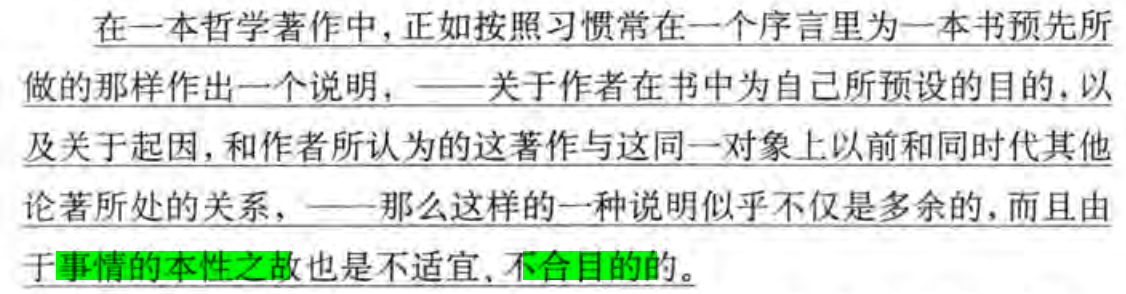 在一本哲学著作中，正如按照习惯常在一个序言里为一本书预先所
做的那样作出一个说明，——关于作者在书中为自己所预设的目的，以
及关于起因，和作者所认为的这著作与这同一对象上以前和同时代其他
论著所处的关系，——那么这样的一种说明似乎不仅是多余的，而且由
于事情的本性之故也是不适宜、不合目的的。